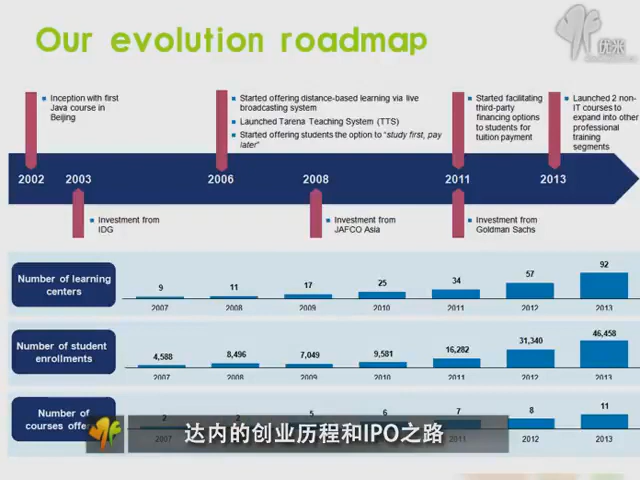 Our evolution roadmap
优米
Inception with first
Java course in
Beijing
Started offering distance-based learning via live
broadcasting system
Launched Tarena Teaching System (TTS)
Started offering students the option to "study first, pay
later"
Started facilitating
third-party
financing options
to students for
tuition payment
Launched 2 non-
IT courses to
expand into other
professional
training
segments
2002 2003 2006 2008 2011 2013
Investment from
IDG
Investment from
JAFCO Asia
Investment from
Goldman Sachs
Number of learning
centers
9 11 17 25 34 57 92
2007 2008 2009 2010 2011 2012 2013
Number of student
enrollments
4,588 8,496 7,049 9,581 16,282 31,340 46,458
2007 2008 2009 2010 2011 2012 2013
Number of
courses
2 2 5 6 7 8 11
2007 2012 2013
达内的创业历程和IPO之路